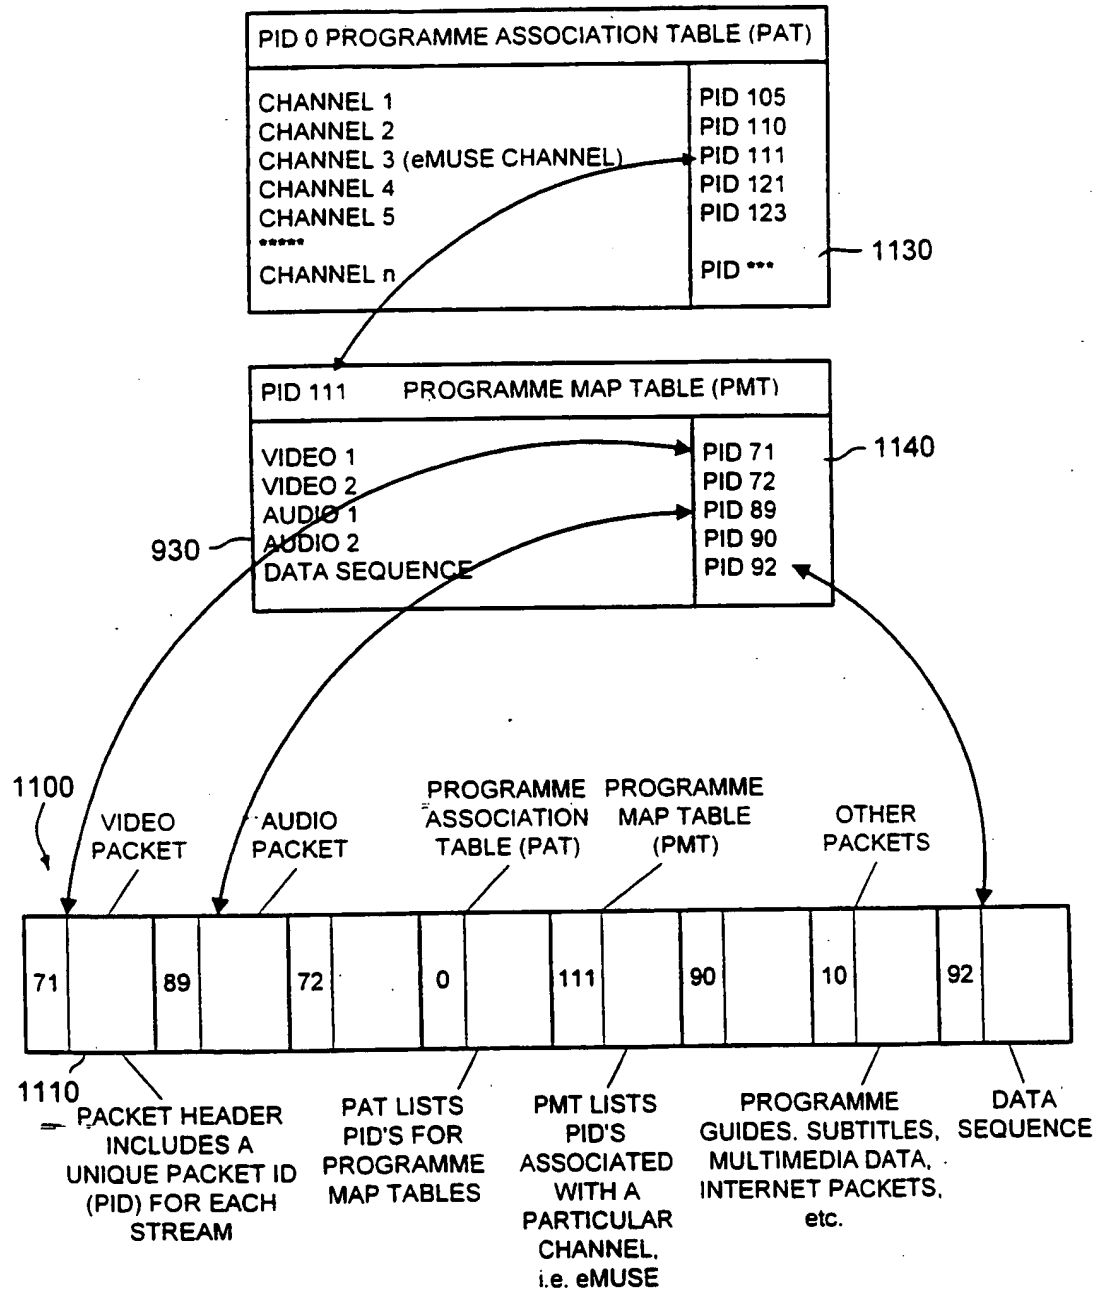 PID 0 PROGRAMME ASSOCIATION TABLE (PAT)
CHANNEL 1 PID 105
CHANNEL 2 PID 110
CHANNEL 3 (eMUSE CHANNEL) PID 111
CHANNEL 4 PID 121
CHANNEL 5 PID 123
*****
CHANNEL n PID ***
1130
PID 111 PROGRAMME MAP TABLE (PMT)
VIDEO 1 PID 71
VIDEO 2 PID 72
AUDIO 1 PID 89
AUDIO 2 PID 90
DATA SEQUENCE PID 92
1140
930
1100
VIDEO
PACKET
AUDIO
PACKET
PROGRAMME
ASSOCIATION
TABLE (PAT)
PROGRAMME
MAP TABLE
(PMT)
OTHER
PACKETS
71 89 72 0 111 90 10 92
1110
PACKET HEADER
INCLUDES A
UNIQUE PACKET ID
(PID) FOR EACH
STREAM
PAT LISTS
PID'S FOR
PROGRAMME
MAP TABLES
PMT LISTS
PID'S
ASSOCIATED
WITH A
PARTICULAR
CHANNEL,
i.e. eMUSE
PROGRAMME
GUIDES. SUBTITLES,
MULTIMEDIA DATA,
INTERNET PACKETS,
etc.
DATA
SEQUENCE